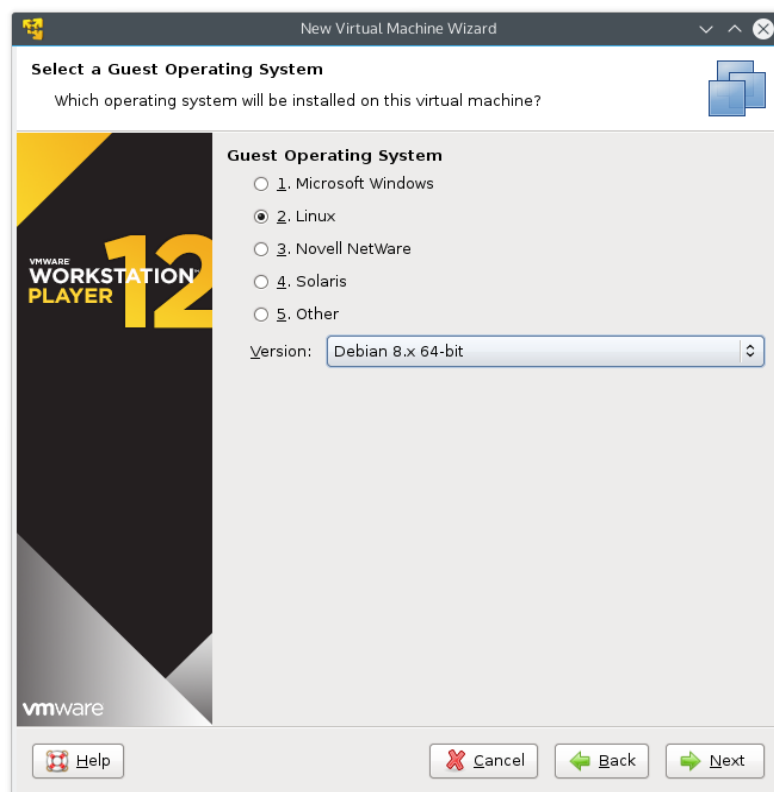 New Virtual Machine Wizard
Select a Guest Operating System
Which operating system will be installed on this virtual machine?
Guest Operating System
1. Microsoft Windows
2. Linux
3. Novell NetWare
4. Solaris
5. Other
Version: Debian 8.x 64-bit
VMWARE
WORKSTATION™
PLAYER
12
vmware
Help Cancel Back Next